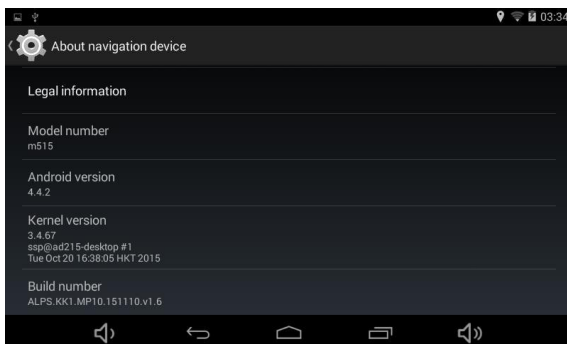 03:34
About navigation device
Legal information
Model number
m515
Android version
4.4.2
Kernel version
3.4.67
ssp@ad215-desktop #1
Tue Oct 20 16:38:05 HKT 2015
Build number
ALPS.KK1.MP10.151110.v1.6